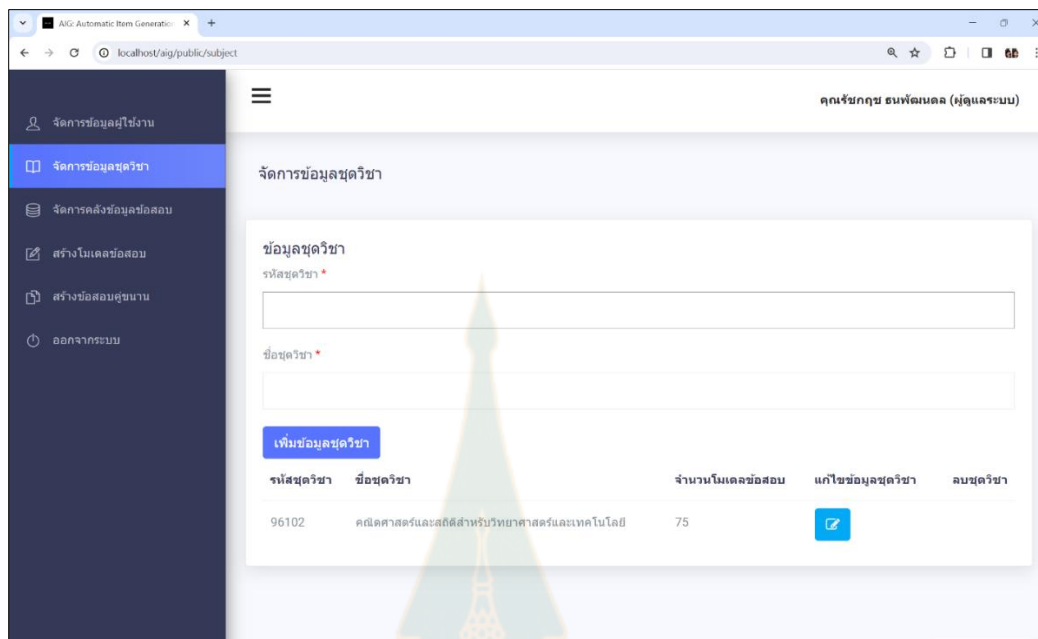 AIG: Automatic Item Generation
localhost/aig/public/subject
คุณรัชกฤช ธนพัฒนดล (ผู้ดูแลระบบ)
จัดการข้อมูลผู้ใช้งาน
จัดการข้อมูลชุดวิชา
จัดการคลังข้อมูลข้อสอบ
สร้างโมเดลข้อสอบ
สร้างข้อสอบคู่ขนาน
ออกจากระบบ
จัดการข้อมูลชุดวิชา
ข้อมูลชุดวิชา
รหัสชุดวิชา *
ชื่อชุดวิชา *
เพิ่มข้อมูลชุดวิชา
รหัสชุดวิชา ชื่อชุดวิชา จำนวนโมเดลข้อสอบ แก้ไขข้อมูลชุดวิชา ลบชุดวิชา
96102 คณิตศาสตร์และสถิติสำหรับวิทยาศาสตร์และเทคโนโลยี 75